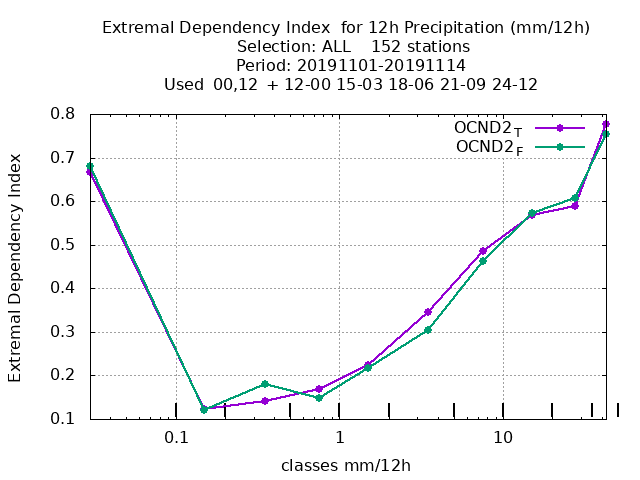 Extremal Dependency Index  for 12h Precipitation (mm/12h)
Selection: ALL    152 stations
Period: 20191101-20191114
Used  00,12  + 12-00 15-03 18-06 21-09 24-12
OCND2T
OCND2F
0.8
0.7
0.6
0.5
0.4
0.3
0.2
0.1
Extremal Dependency Index
0.1 1 10
classes mm/12h